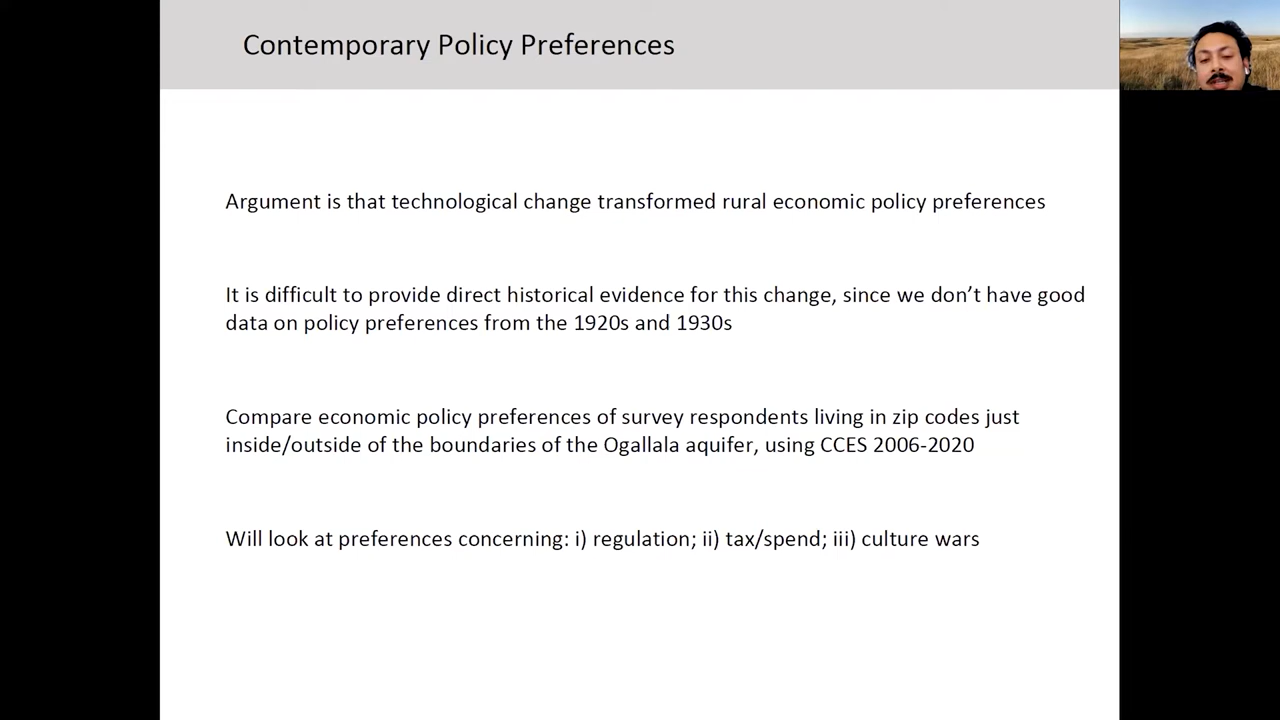 Contemporary Policy Preferences
Argument is that technological change transformed rural economic policy preferences
It is difficult to provide direct historical evidence for this change, since we don’t have good
data on policy preferences from the 1920s and 1930s
Compare economic policy preferences of survey respondents living in zip codes just
inside/outside of the boundaries of the Ogallala aquifer, using CCES 2006-2020
Will look at preferences concerning: i) regulation; ii) tax/spend; iii) culture wars